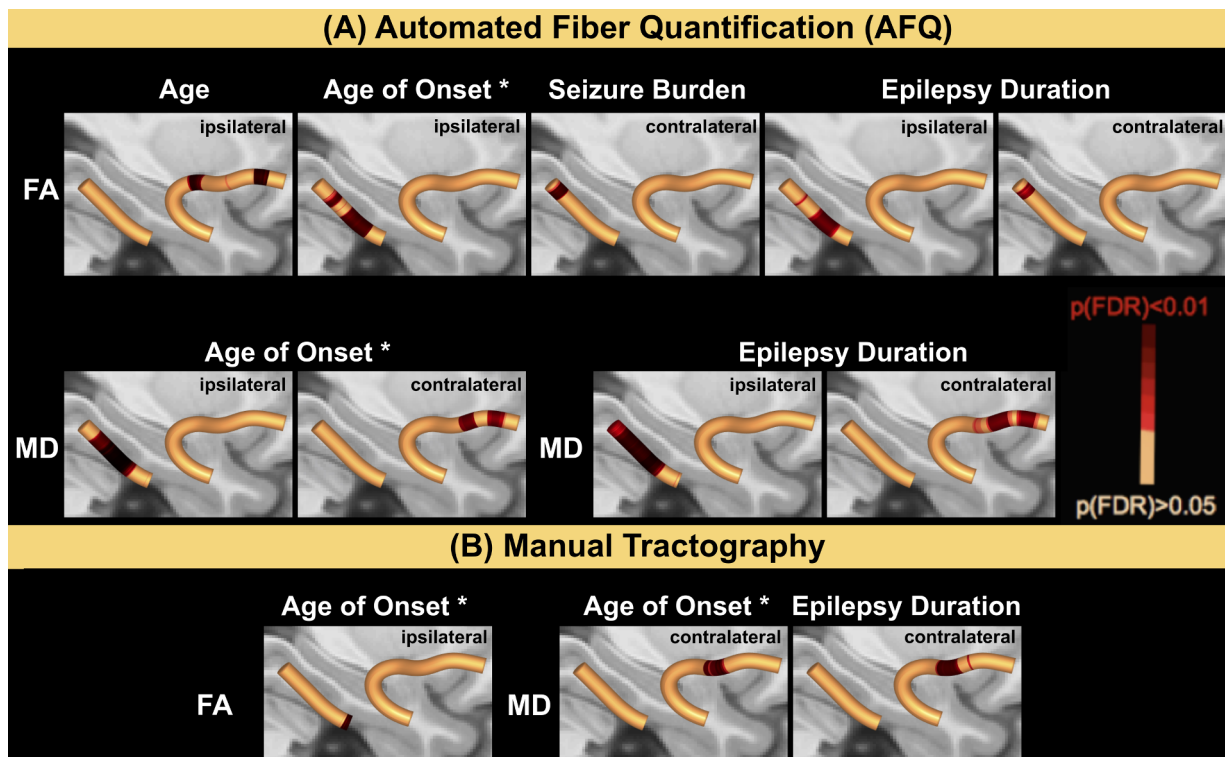 (A) Automated Fiber Quantification (AFQ)
Age
Age of Onset *
Seizure Burden
Epilepsy Duration
ipsilateral
ipsilateral
contralateral
ipsilateral
contralateral
FA
p(FDR)<0.01
Age of Onset *
Epilepsy Duration
ipsilateral
contralateral
ipsilateral
contralateral
MD
MD
p(FDR)>0.05
(B) Manual Tractography
Age of Onset *
Age of Onset *
Epilepsy Duration
ipsilateral
contralateral
contralateral
FA
MD